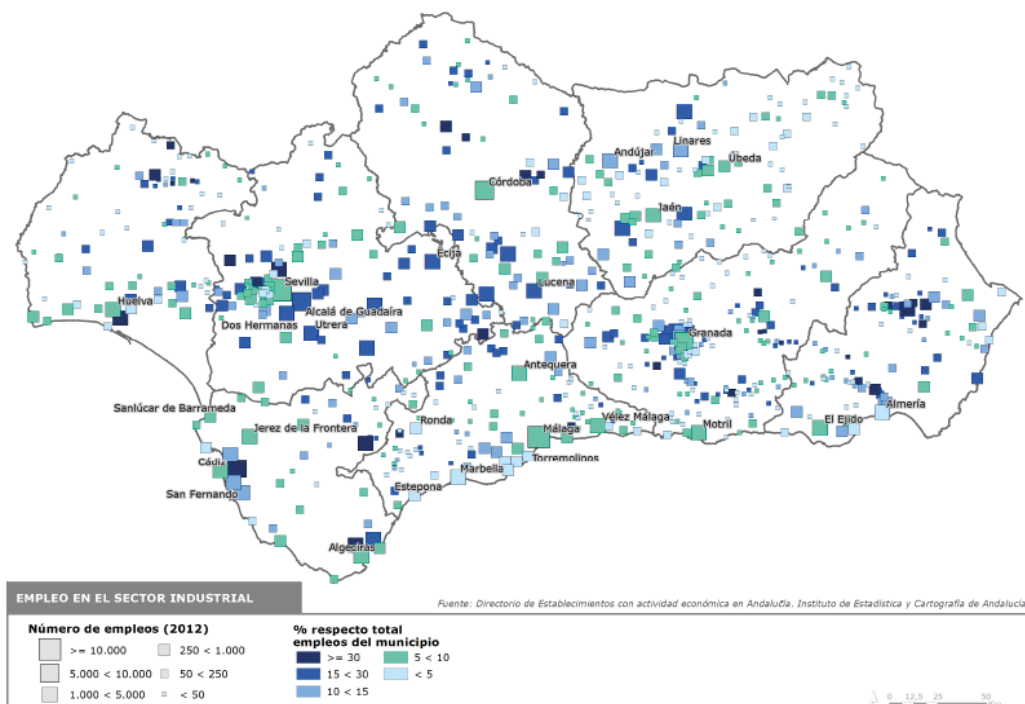 Linares
Andújar
Úbeda
Córdoba
Jaén
Écija
Sevilla
Lucena
Huelva
Alcalá de Guadaíra
Dos Hermanas
Utrera
Granada
Antequera
Sanlúcar de Barrameda
Ronda
Vélez Málaga
Almería
Jerez de la Frontera
Málaga
Motril
El Ejido
Cádiz
Marbella
Torremolinos
Estepona
San Fernando
Algeciras
EMPLEO EN EL SECTOR INDUSTRIAL
Fuente: Directorio de Establecimientos con actividad económica en Andalucía. Instituto de Estadística y Cartografía de Andalucía
Número de empleos (2012)
>= 10.000
250 < 1.000
5.000 < 10.000
50 < 250
1.000 < 5.000
< 50
% respecto total
empleos del municipio
>= 30
5 < 10
15 < 30
< 5
10 < 15
0 12,5 25 50